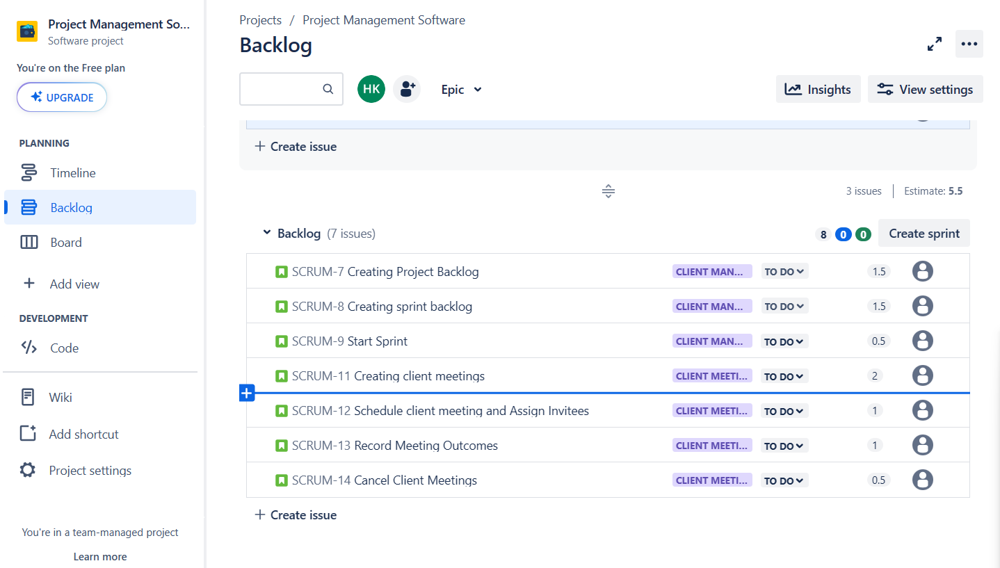 Project Management So...
Software project
You're on the Free plan
UPGRADE
PLANNING
Timeline
Backlog
Board
Add view
DEVELOPMENT
Code
Wiki
Add shortcut
Project settings
You're in a team-managed project
Learn more
Projects / Project Management Software
Backlog
HK Epic Insights View settings
+ Create issue
3 issues Estimate: 5.5
Backlog (7 issues) 8 0 0 Create sprint
SCRUM-7 Creating Project Backlog CLIENT MAN... TO DO 1.5
SCRUM-8 Creating sprint backlog CLIENT MAN... TO DO 1.5
SCRUM-9 Start Sprint CLIENT MAN... TO DO 0.5
SCRUM-11 Creating client meetings CLIENT MEETI... TO DO 2
SCRUM-12 Schedule client meeting and Assign Invitees CLIENT MEETI... TO DO 1
SCRUM-13 Record Meeting Outcomes CLIENT MEETI... TO DO 1
SCRUM-14 Cancel Client Meetings CLIENT MEETI... TO DO 0.5
+ Create issue